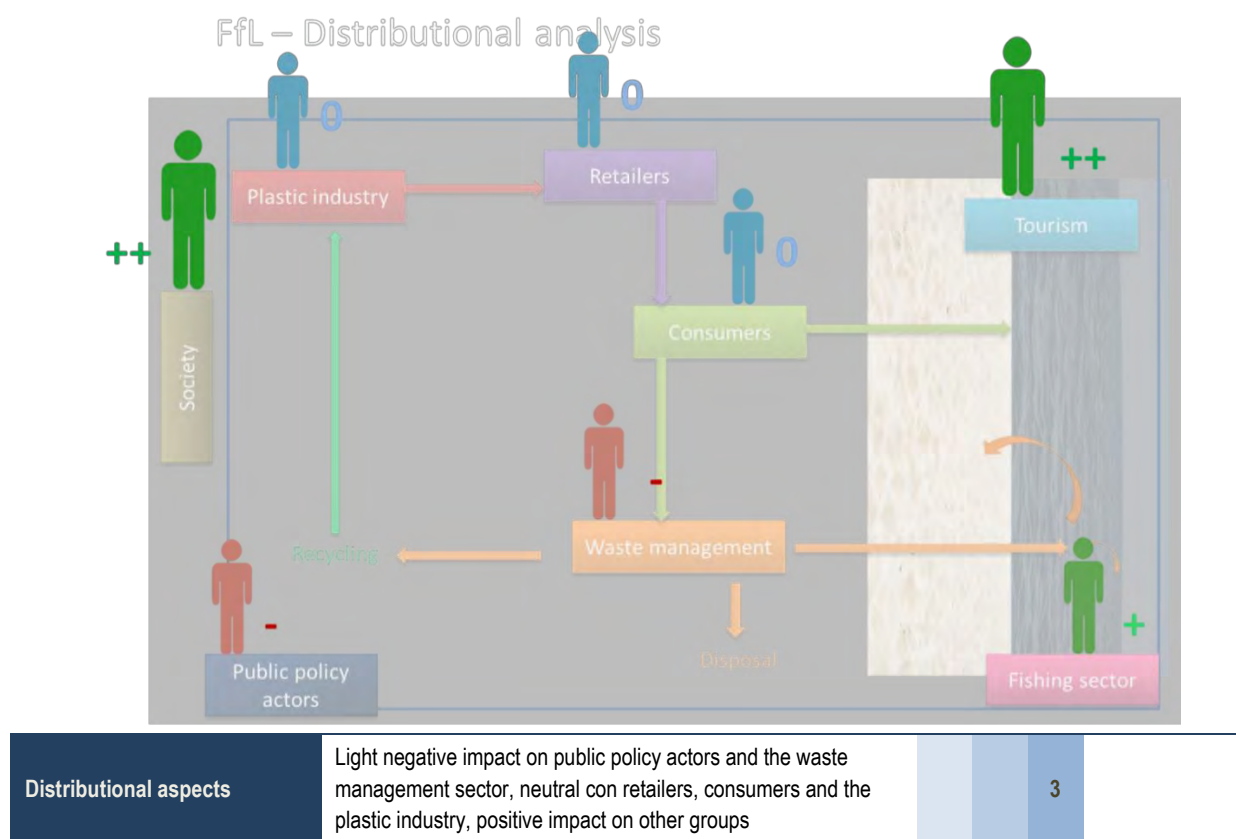 FfL – Distributional analysis
0
0
Plastic industry
Retailers
++
Tourism
++
0
Consumers
Society
-
Waste management
Recycling
-
Disposal
+
Public policy
actors
Fishing sector
Distributional aspects
Light negative impact on public policy actors and the waste
management sector, neutral con retailers, consumers and the
plastic industry, positive impact on other groups
3